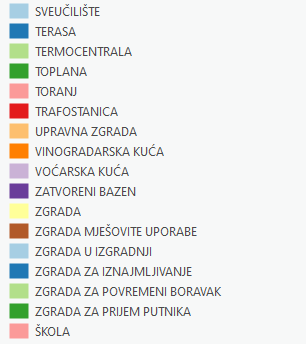 SVEUČILIŠTE
TERASA
TERMOCENTRALA
TOPLANA
TORANJ
TRAFOSTANICA
UPRAVNA ZGRADA
VINOGRADARSKA KUĆA
VOĆARSKA KUĆA
ZATVORENI BAZEN
ZGRADA
ZGRADA MJEŠOVITE UPORABE
ZGRADA U IZGRADNJI
ZGRADA ZA IZNAJMLJIVANJE
ZGRADA ZA POVREMENI BORAVAK
ZGRADA ZA PRIJEM PUTNIKA
ŠKOLA